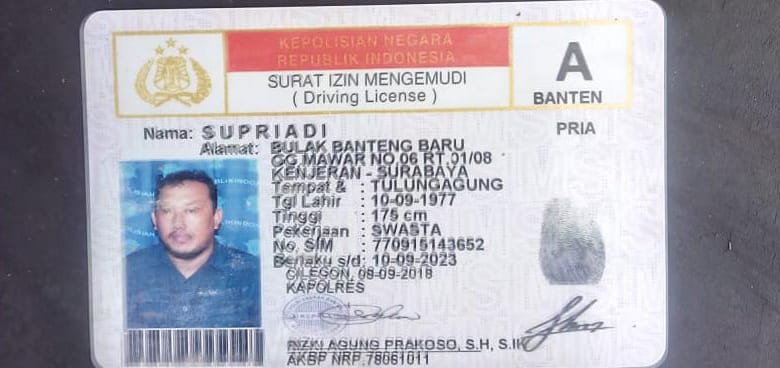 KEPOLISIAN NEGARA
REPUBLIK INDONESIA
SURAT IZIN MENGEMUDI
( Driving License )
A
BANTEN
PRIA
Nama: SUPRIADI
Alamat: BULAK BANTENG BARU
GG.MAWAR NO.06 RT.01/08
KENJERAN - SURABAYA
Tempat & : TULUNGAGUNG
Tgl Lahir : 10-09-1977
Tinggi : 175 cm
Pekerjaan : SWASTA
No. SIM : 770915143652
Berlaku s/d: 10-09-2023
CILEGON, 08-09-2018
KAPOLRES
RIZKI AGUNG PRAKOSO, S.H, S.IK
AKBP NRP.78061011